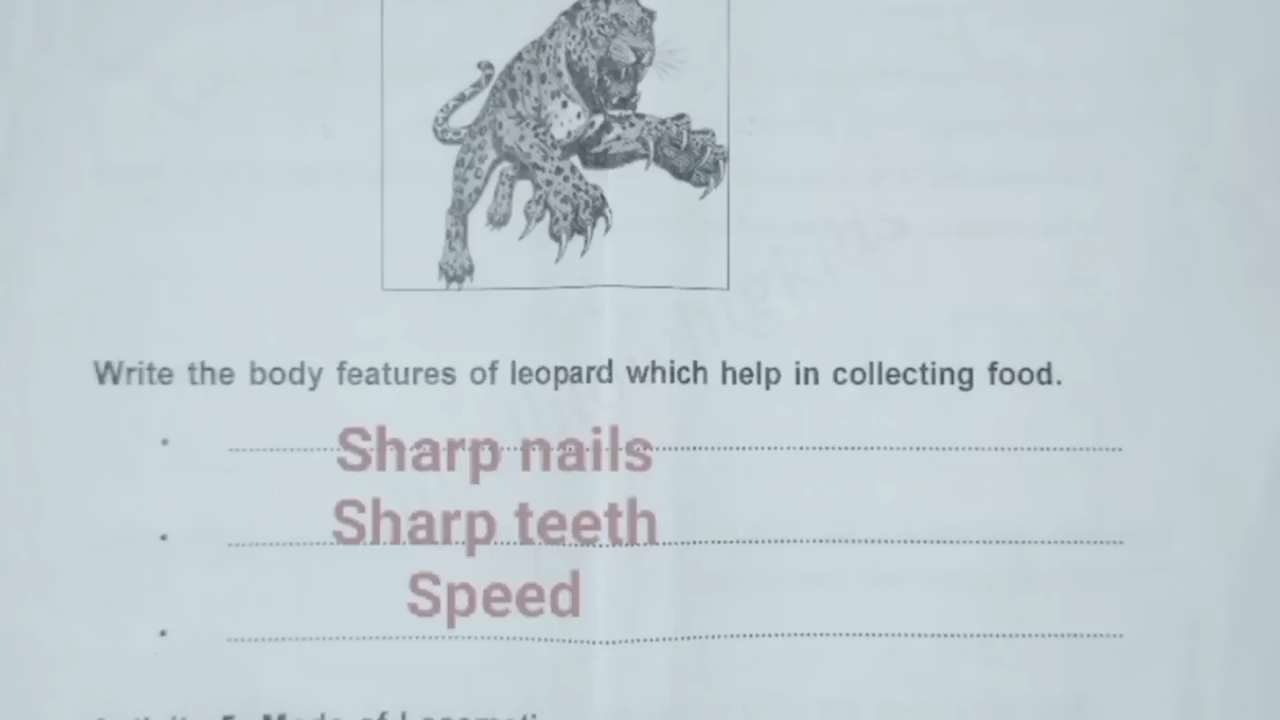 Write the body features of leopard which help in collecting food.
Sharp nails
Sharp teeth
Speed